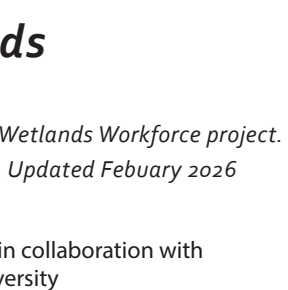 ds
Wetlands Workforce project.
Updated Febuary 2026
in collaboration with
versity